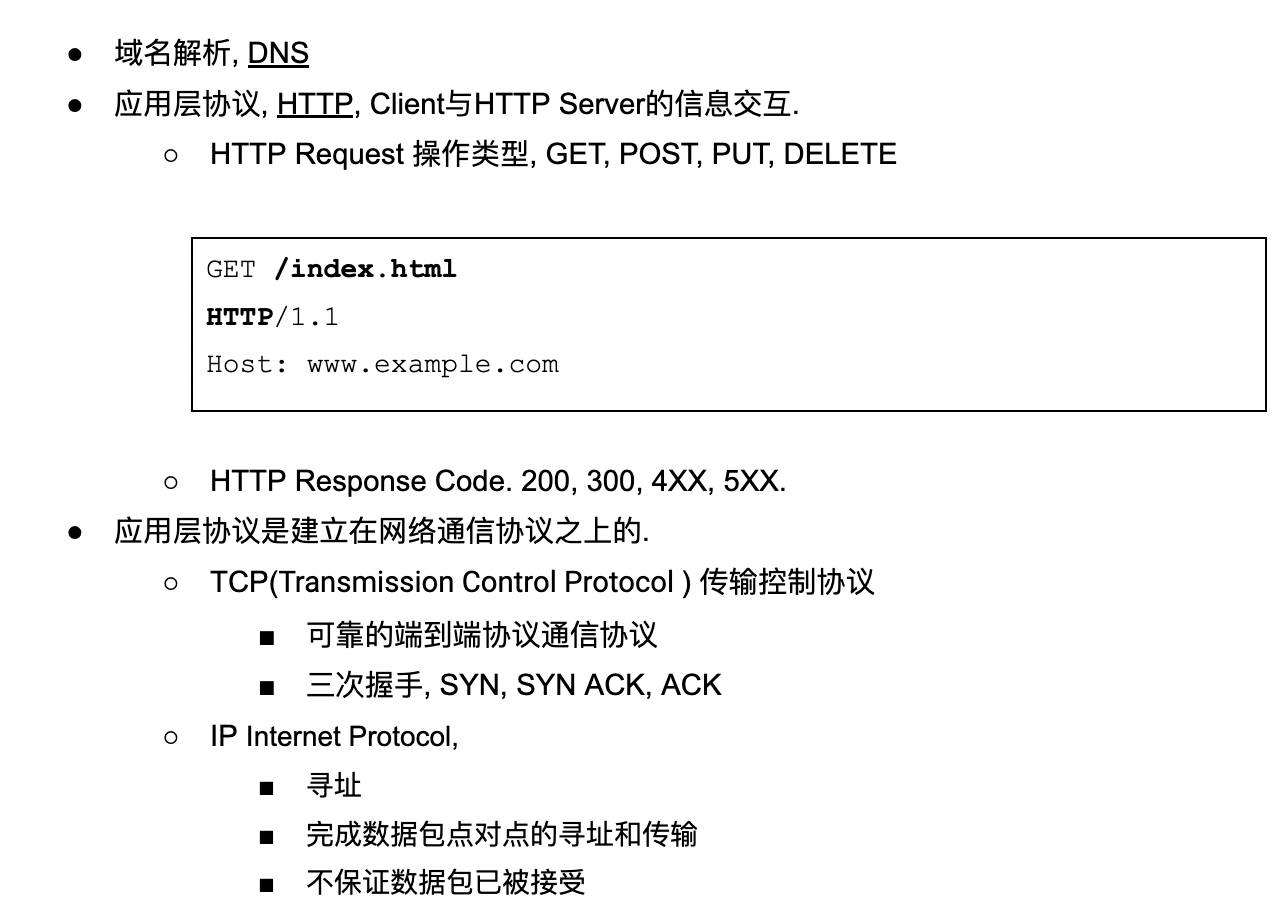 ● 域名解析, DNS
● 应用层协议, HTTP, Client与HTTP Server的信息交互.
○ HTTP Request 操作类型, GET, POST, PUT, DELETE
GET /index.html
HTTP/1.1
Host: www.example.com
○ HTTP Response Code. 200, 300, 4XX, 5XX.
● 应用层协议是建立在网络通信协议之上的.
○ TCP(Transmission Control Protocol ) 传输控制协议
■ 可靠的端到端协议通信协议
■ 三次握手, SYN, SYN ACK, ACK
○ IP Internet Protocol,
■ 寻址
■ 完成数据包点对点的寻址和传输
■ 不保证数据包已被接受